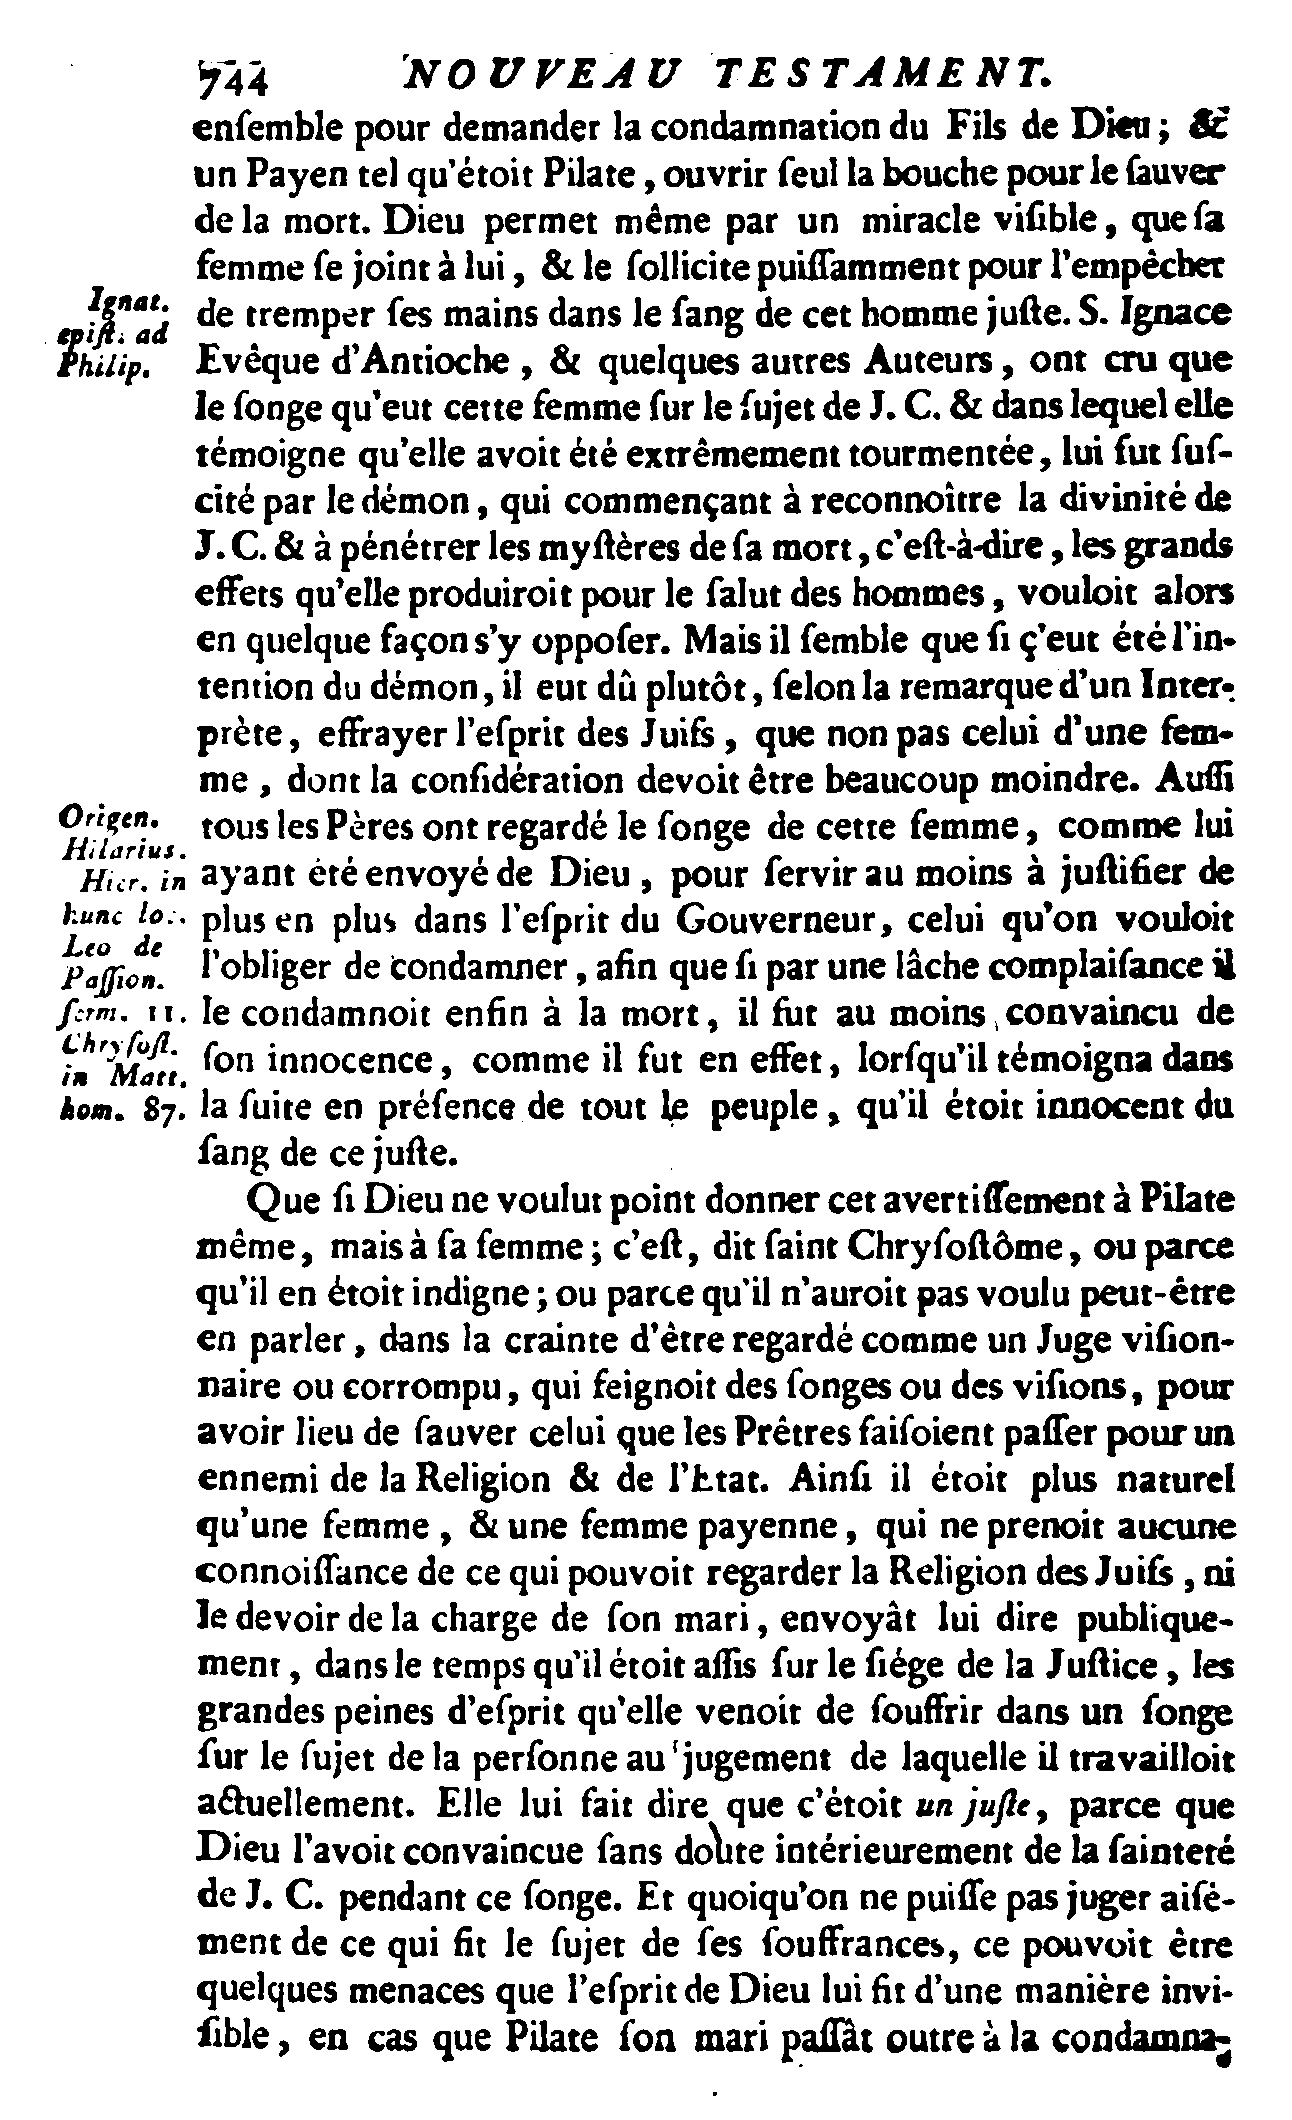 744 NOUVEAU TESTAMENT.
enſemble pour demander la condamnation du Fils de Dieu; &
un Payen tel qu'étoit Pilate, ouvrir ſeul la bouche pour le ſauver
de la mort. Dieu permet même par un miracle viſible, que ſa
femme ſe joint à lui, & le ſollicite puiſſamment pour l'empêcher
Ignat.
epiſt. ad
Philip.
de tremper ſes mains dans le ſang de cet homme juſte. S. Ignace
Evêque d'Antioche, & quelques autres Auteurs, ont cru que
le ſonge qu'eut cette femme ſur le ſujet de J. C. & dans lequel elle
témoigne qu'elle avoit été extrêmement tourmentée, lui fut ſuſ-
cité par le démon, qui commençant à reconnoître la divinité de
J. C. & à pénétrer les myſtères de ſa mort, c'eſt-à-dire, les grands
effets qu'elle produiroit pour le ſalut des hommes, vouloit alors
en quelque façon s'y oppoſer. Mais il ſemble que ſi ç'eut été l'in-
tention du démon, il eut dû plutôt, ſelon la remarque d'un Inter-
prète, effrayer l'eſprit des Juifs, que non pas celui d'une fem-
me, dont la conſidération devoit être beaucoup moindre. Auſſi
Origen.
Hilarius.
Hier. in
hunc loc.
Leo de
Paſſion.
ſerm. 11.
Chryſoſt.
in Matt.
hom. 87.
tous les Pères ont regardé le ſonge de cette femme, comme lui
ayant été envoyé de Dieu, pour ſervir au moins à juſtifier de
plus en plus dans l'eſprit du Gouverneur, celui qu'on vouloit
l'obliger de condamner, afin que ſi par une lâche complaiſance il
le condamnoit enfin à la mort, il fut au moins convaincu de
ſon innocence, comme il fut en effet, lorſqu'il témoigna dans
la ſuite en préſence de tout le peuple, qu'il étoit innocent du
ſang de ce juſte.
Que ſi Dieu ne voulut point donner cet avertiſſement à Pilate
même, mais à ſa femme; c'eſt, dit ſaint Chryſoſtôme, ou parce
qu'il en étoit indigne; ou parce qu'il n'auroit pas voulu peut-être
en parler, dans la crainte d'être regardé comme un Juge viſion-
naire ou corrompu, qui feignoit des ſonges ou des viſions, pour
avoir lieu de ſauver celui que les Prêtres faiſoient paſſer pour un
ennemi de la Religion & de l'Etat. Ainſi il étoit plus naturel
qu'une femme, & une femme payenne, qui ne prenoit aucune
connoiſſance de ce qui pouvoit regarder la Religion des Juifs, ni
le devoir de la charge de ſon mari, envoyât lui dire publique-
ment, dans le temps qu'il étoit aſſis ſur le ſiége de la Juſtice, les
grandes peines d'eſprit qu'elle venoit de ſouffrir dans un ſonge
ſur le ſujet de la perſonne au jugement de laquelle il travailloit
actuellement. Elle lui fait dire que c'étoit un juſte, parce que
Dieu l'avoit convaincue ſans doute intérieurement de la ſainteté
de J. C. pendant ce ſonge. Et quoiqu'on ne puiſſe pas juger aiſé-
ment de ce qui fit le ſujet de ſes ſouffrances, ce pouvoit être
quelques menaces que l'eſprit de Dieu lui fit d'une manière invi-
ſible, en cas que Pilate ſon mari paſſât outre à la condamna-